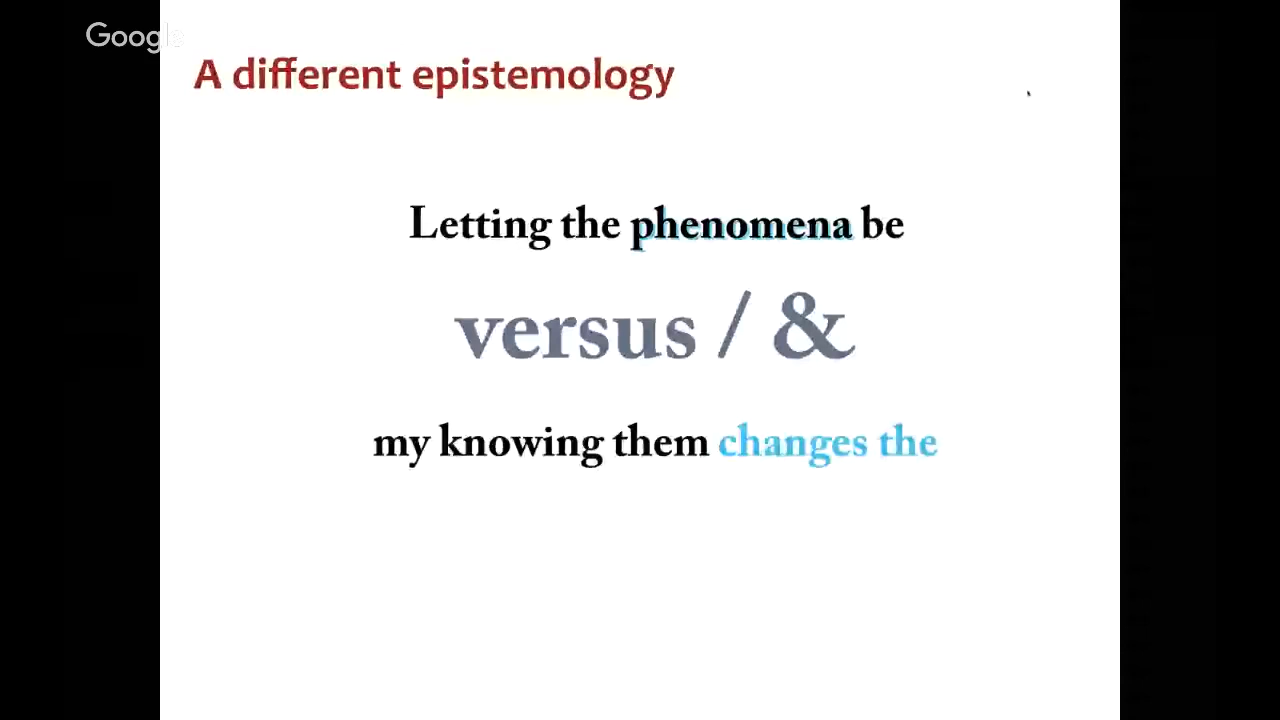 Google
A different epistemology
Letting the phenomena be
versus / &
my knowing them changes the